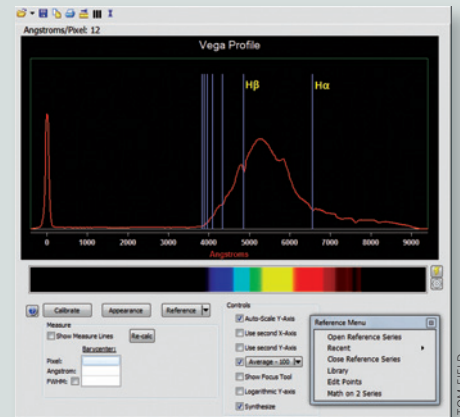 Angstroms/Pixel: 12
Vega Profile
Hβ
Hα
0 1000 2000 3000 4000 5000 6000 7000 8000 9000
Angstroms
Calibrate
Appearance
Reference
Measure
Show Measure Lines
Re-calc
Barycenter:
Pixel:
Angstrom:
FWHM:
Controls
Auto-Scale Y-Axis
Use second X-Axis
Use second Y-Axis
Average - 100
Show Focus Tool
Logarithmic Y-axis
Synthesize
Reference Menu
Open Reference Series
Recent
Close Reference Series
Library
Edit Points
Math on 2 Series
OM FIELD